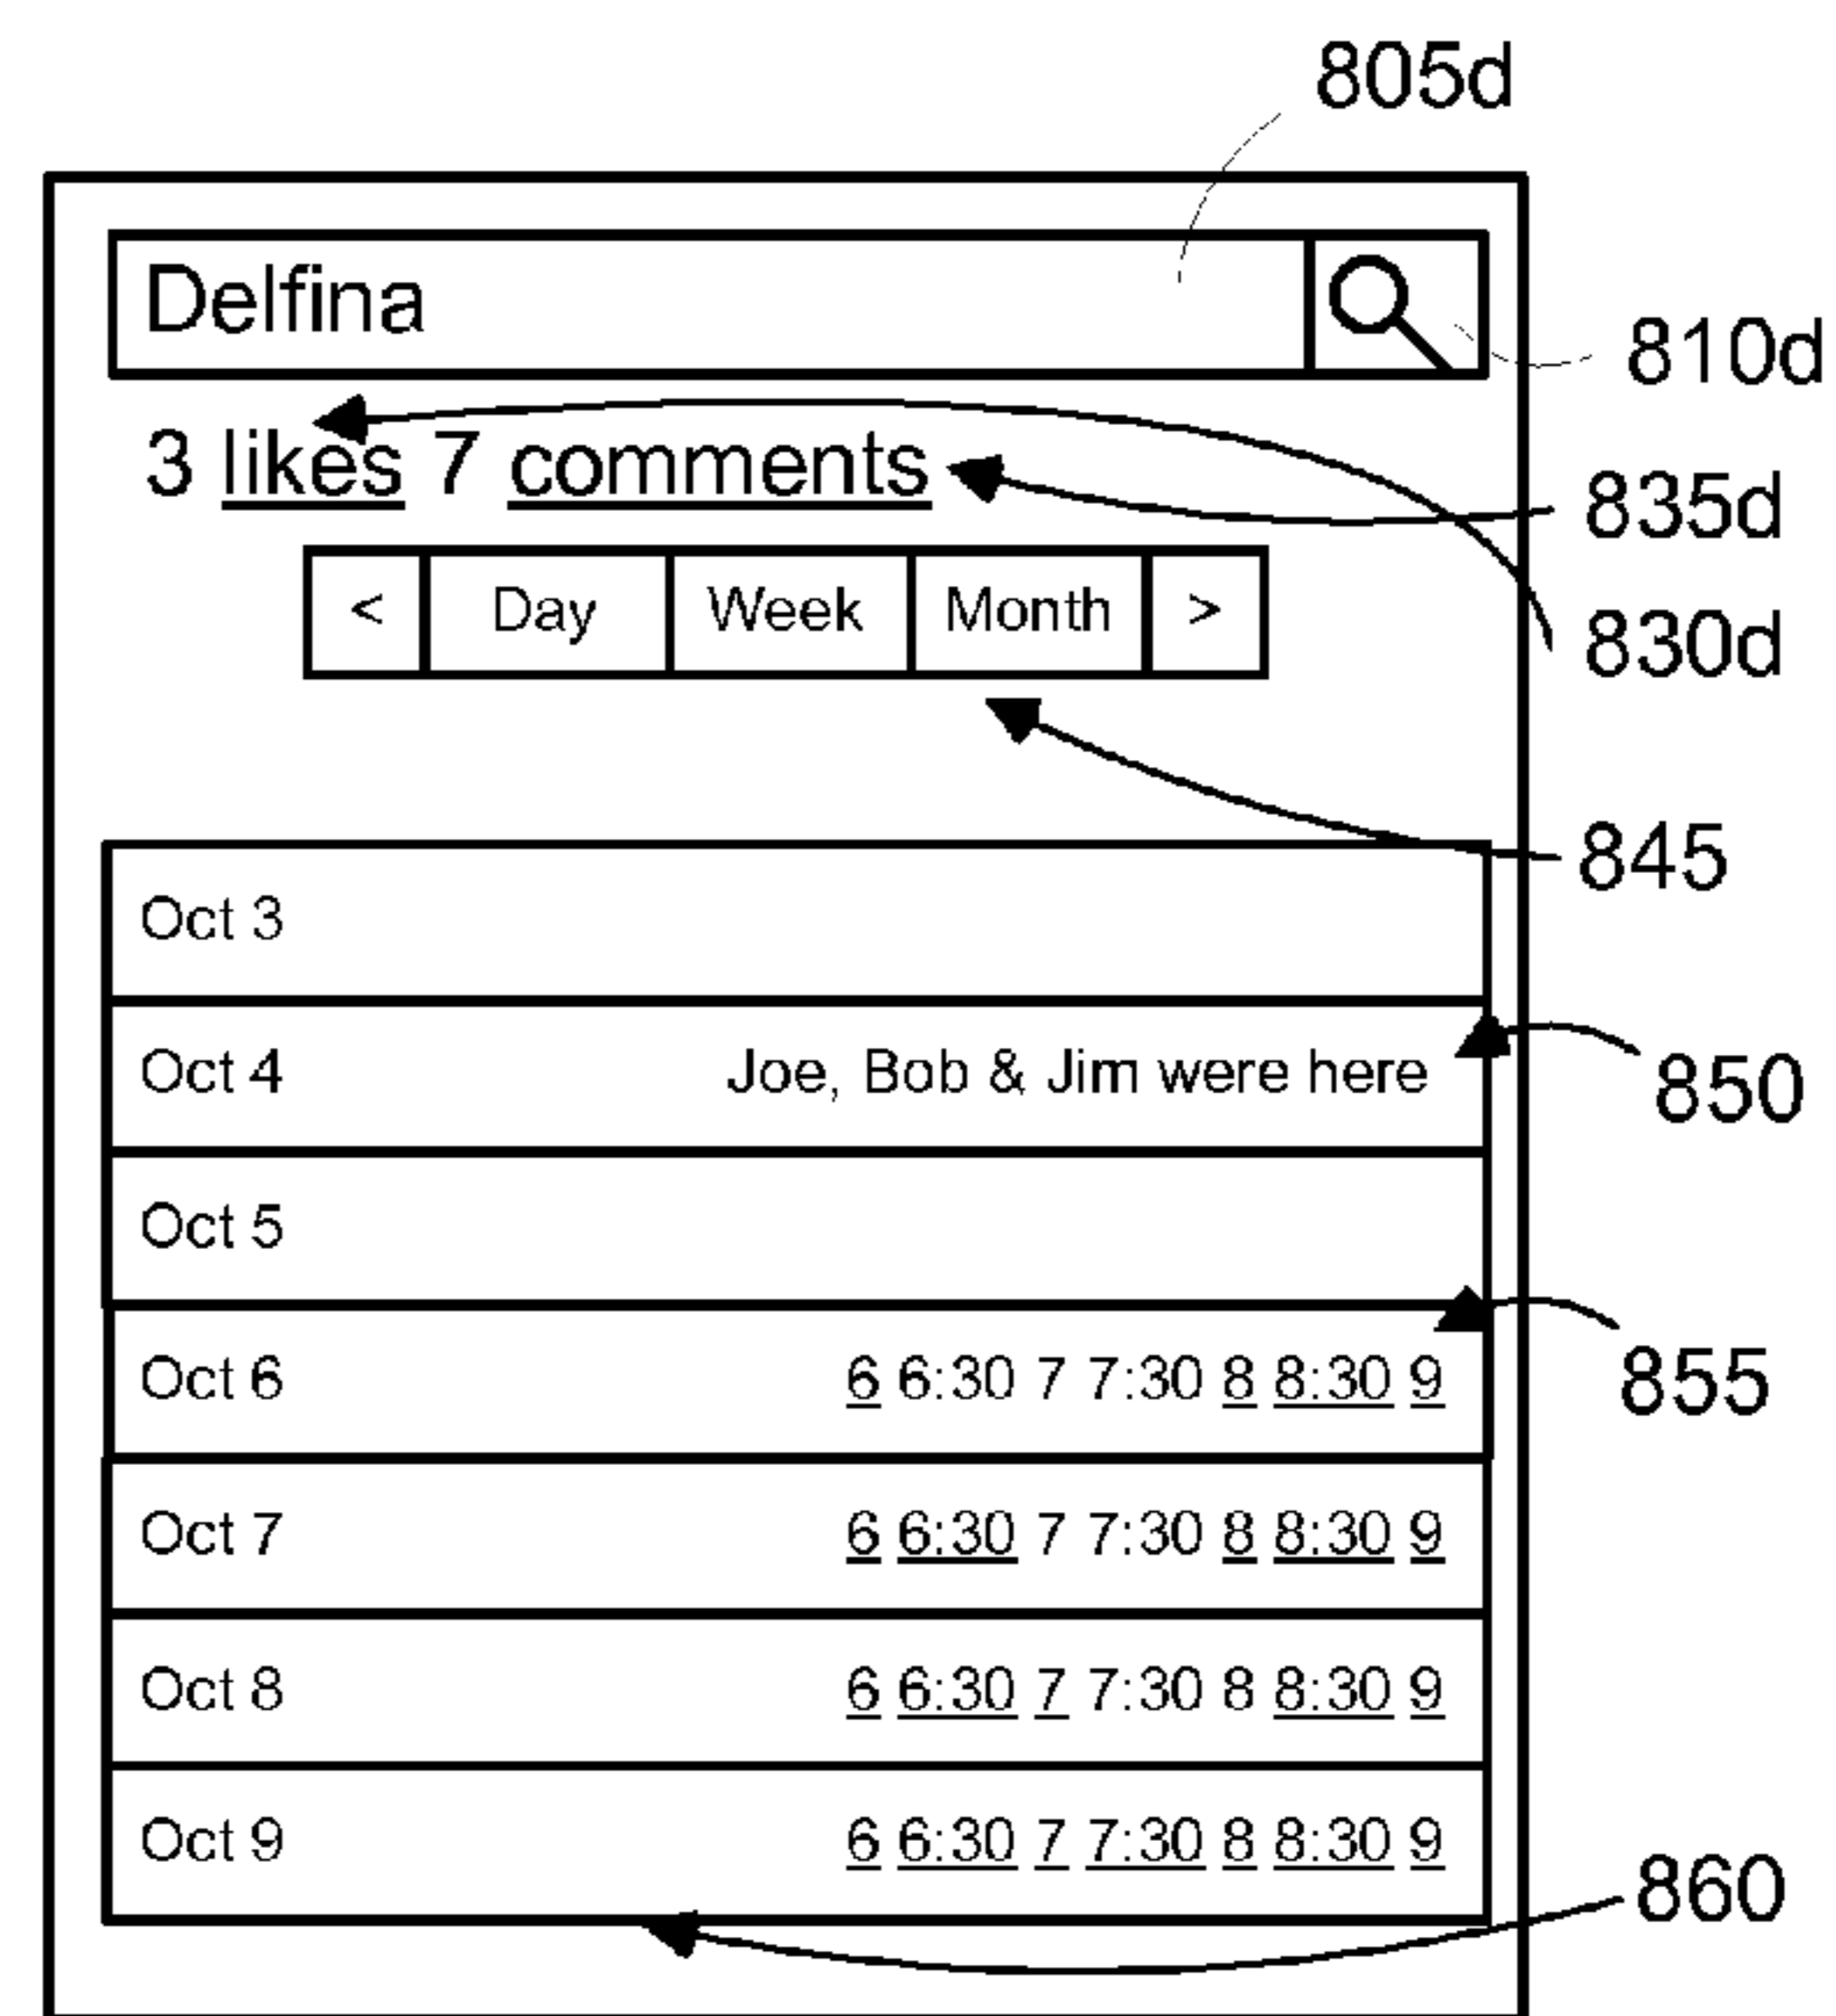 805d
Delfina
810d
3 likes 7 comments
835d
< Day Week Month >
830d
845
Oct 3
Oct 4 Joe, Bob & Jim were here
850
Oct 5
855
Oct 6 6 6:30 7 7:30 8 8:30 9
Oct 7 6 6:30 7 7:30 8 8:30 9
Oct 8 6 6:30 7 7:30 8 8:30 9
Oct 9 6 6:30 7 7:30 8 8:30 9
860